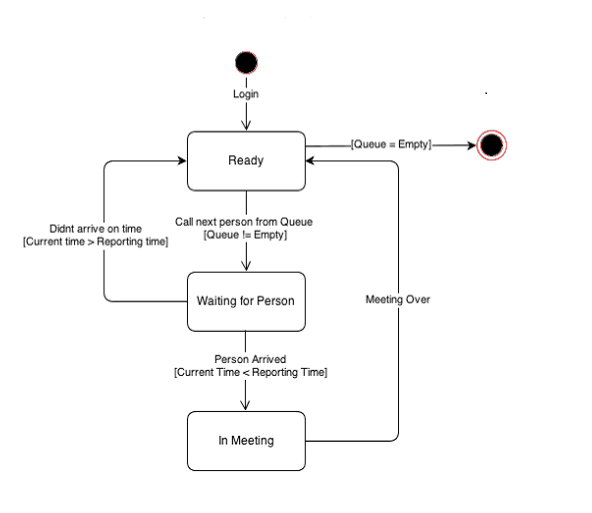 Login
[Queue = Empty]
Ready
Call next person from Queue
[Queue != Empty]
Didnt arrive on time
[Current time > Reporting time]
Waiting for Person
Meeting Over
Person Arrived
[Current Time < Reporting Time]
In Meeting